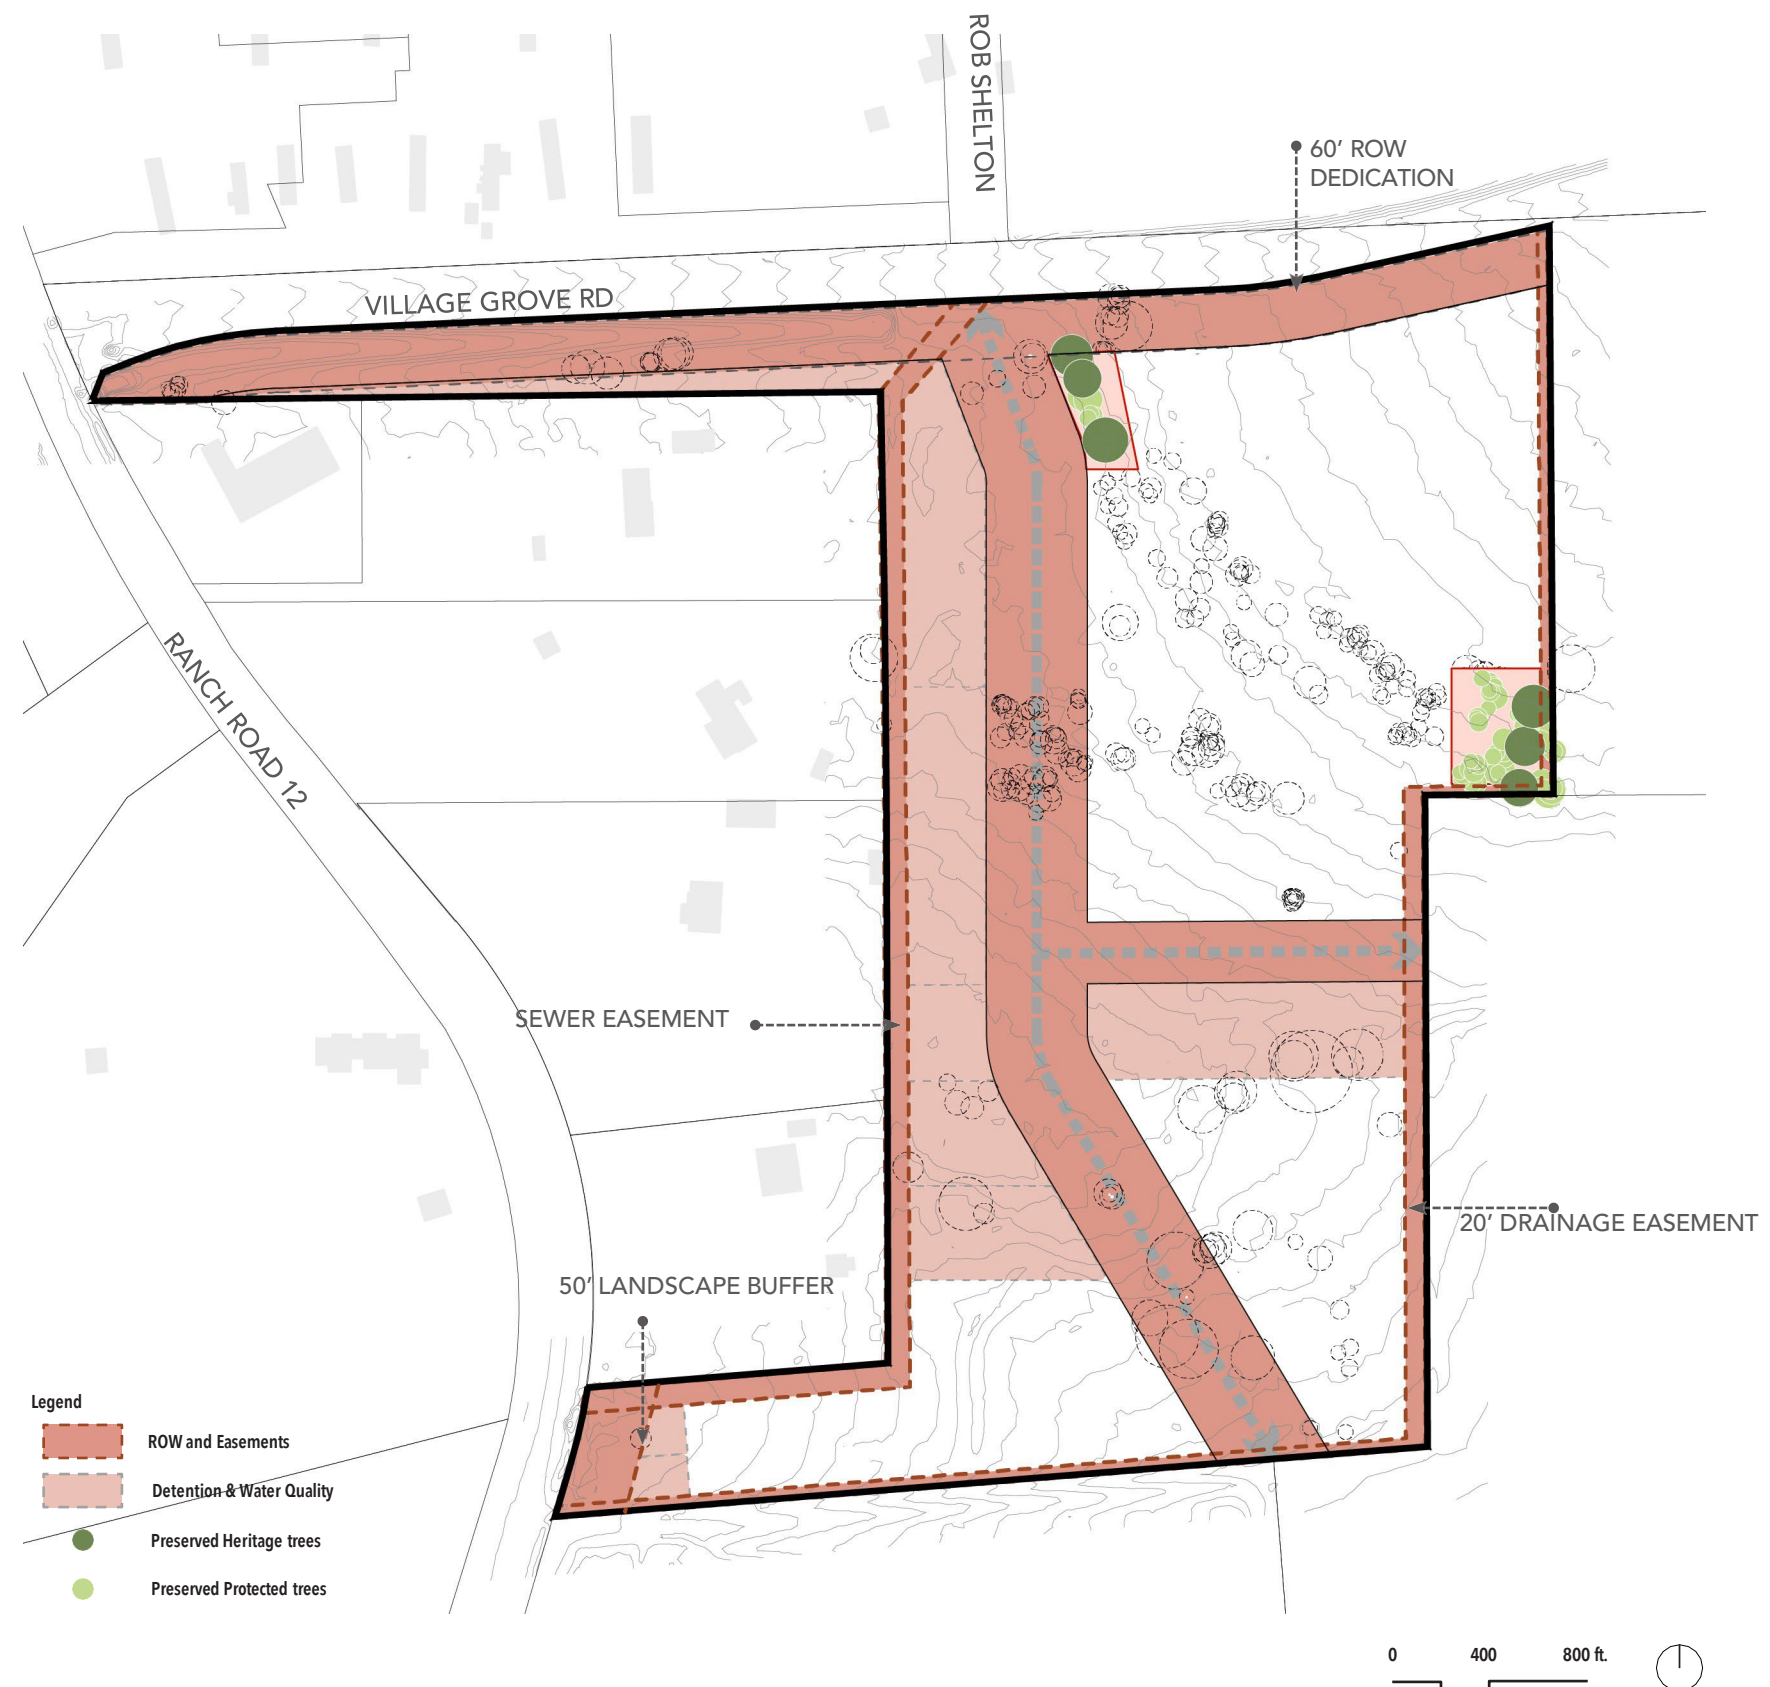 ROB SHELTON
60' ROW
DEDICATION
VILLAGE GROVE RD
RANCH ROAD 12
SEWER EASEMENT
20' DRAINAGE EASEMENT
50' LANDSCAPE BUFFER
Legend
ROW and Easements
Detention & Water Quality
Preserved Heritage trees
Preserved Protected trees
0 400 800 ft.